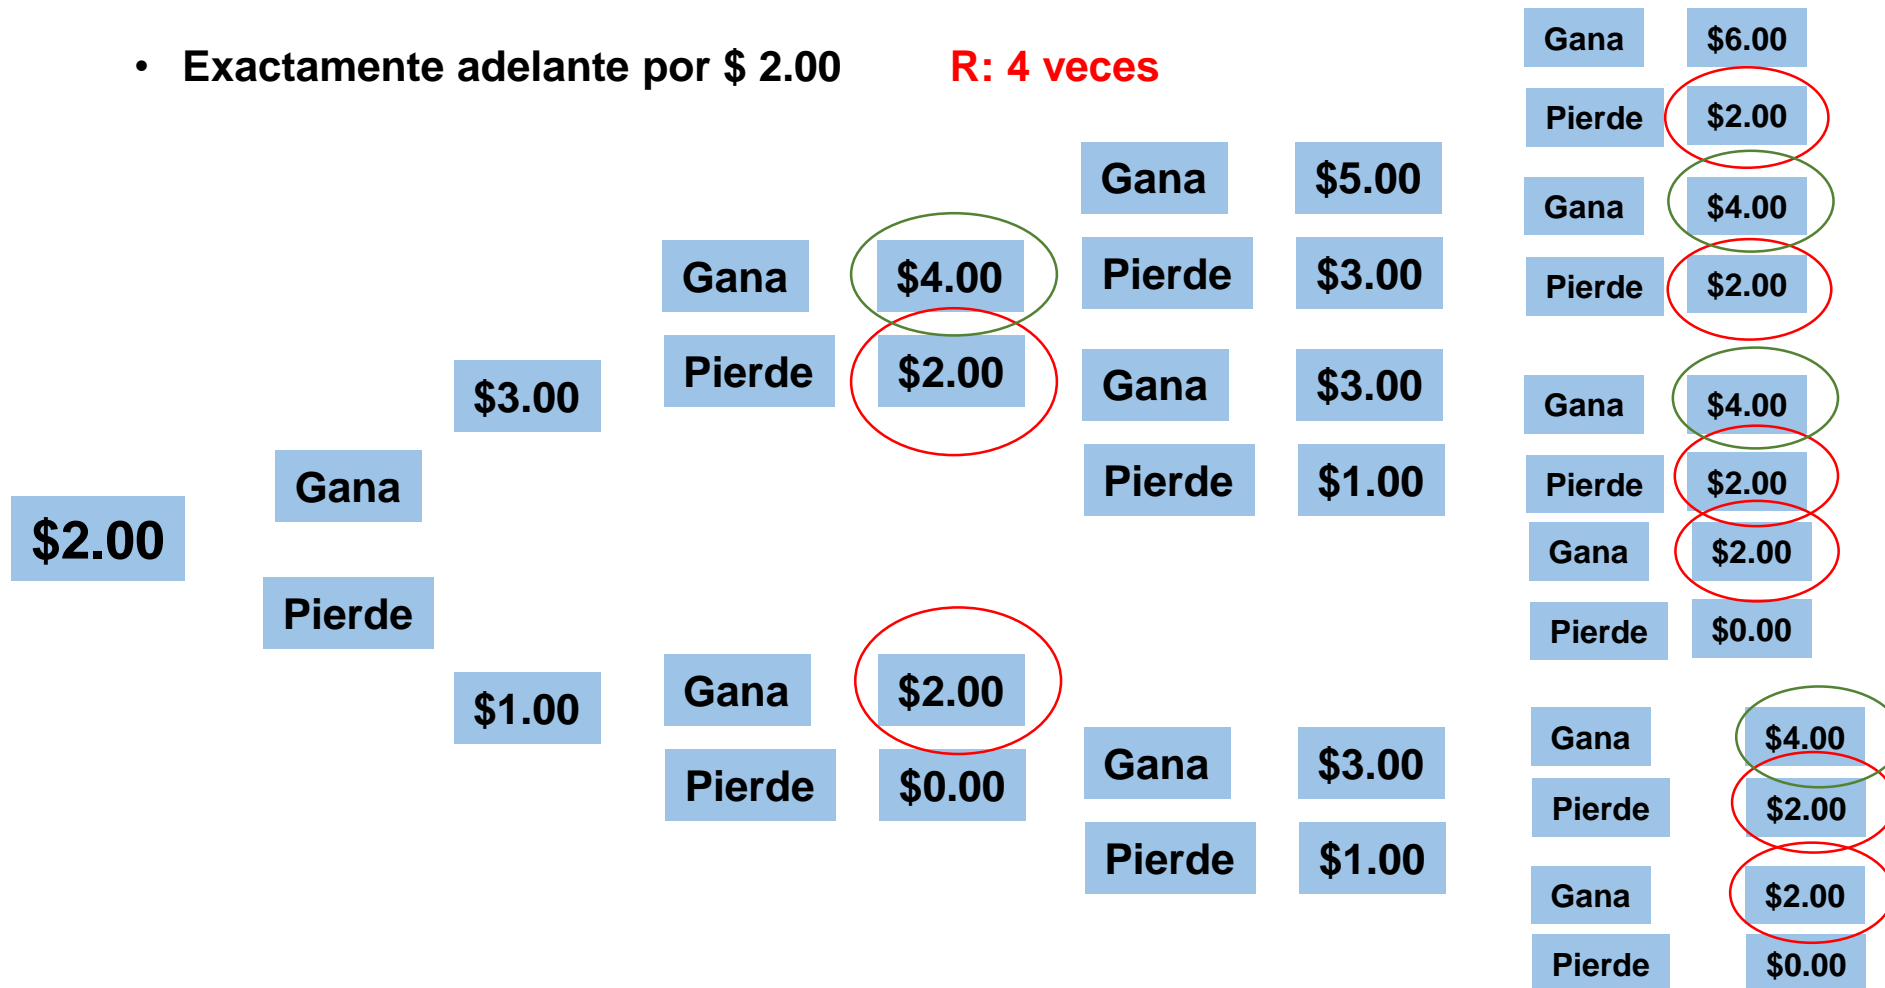 • Exactamente adelante por $ 2.00 R: 4 veces
$2.00
Gana
Pierde
$3.00
$1.00
Gana $4.00
Pierde $2.00
Gana $2.00
Pierde $0.00
Gana $5.00
Pierde $3.00
Gana $3.00
Pierde $1.00
Gana $3.00
Pierde $1.00
Gana $6.00
Pierde $2.00
Gana $4.00
Pierde $2.00
Gana $4.00
Pierde $2.00
Gana $2.00
Pierde $0.00
Gana $4.00
Pierde $2.00
Gana $2.00
Pierde $0.00